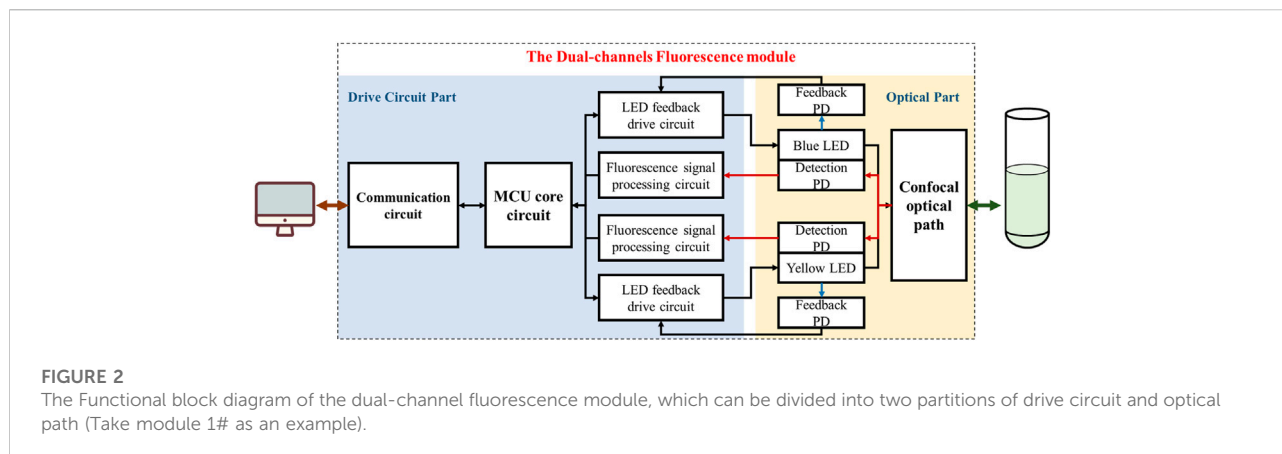 The Dual-channels Fluorescence module
Drive Circuit Part
Optical Part
LED feedback
drive circuit
Feedback
PD
Blue LED
Fluorescence signal
processing circuit
Detection
PD
Communication
circuit
MCU core
circuit
Confocal
optical
path
Fluorescence signal
processing circuit
Detection
PD
Yellow LED
LED feedback
drive circuit
Feedback
PD
FIGURE 2
The Functional block diagram of the dual-channel fluorescence module, which can be divided into two partitions of drive circuit and optical
path (Take module 1# as an example).